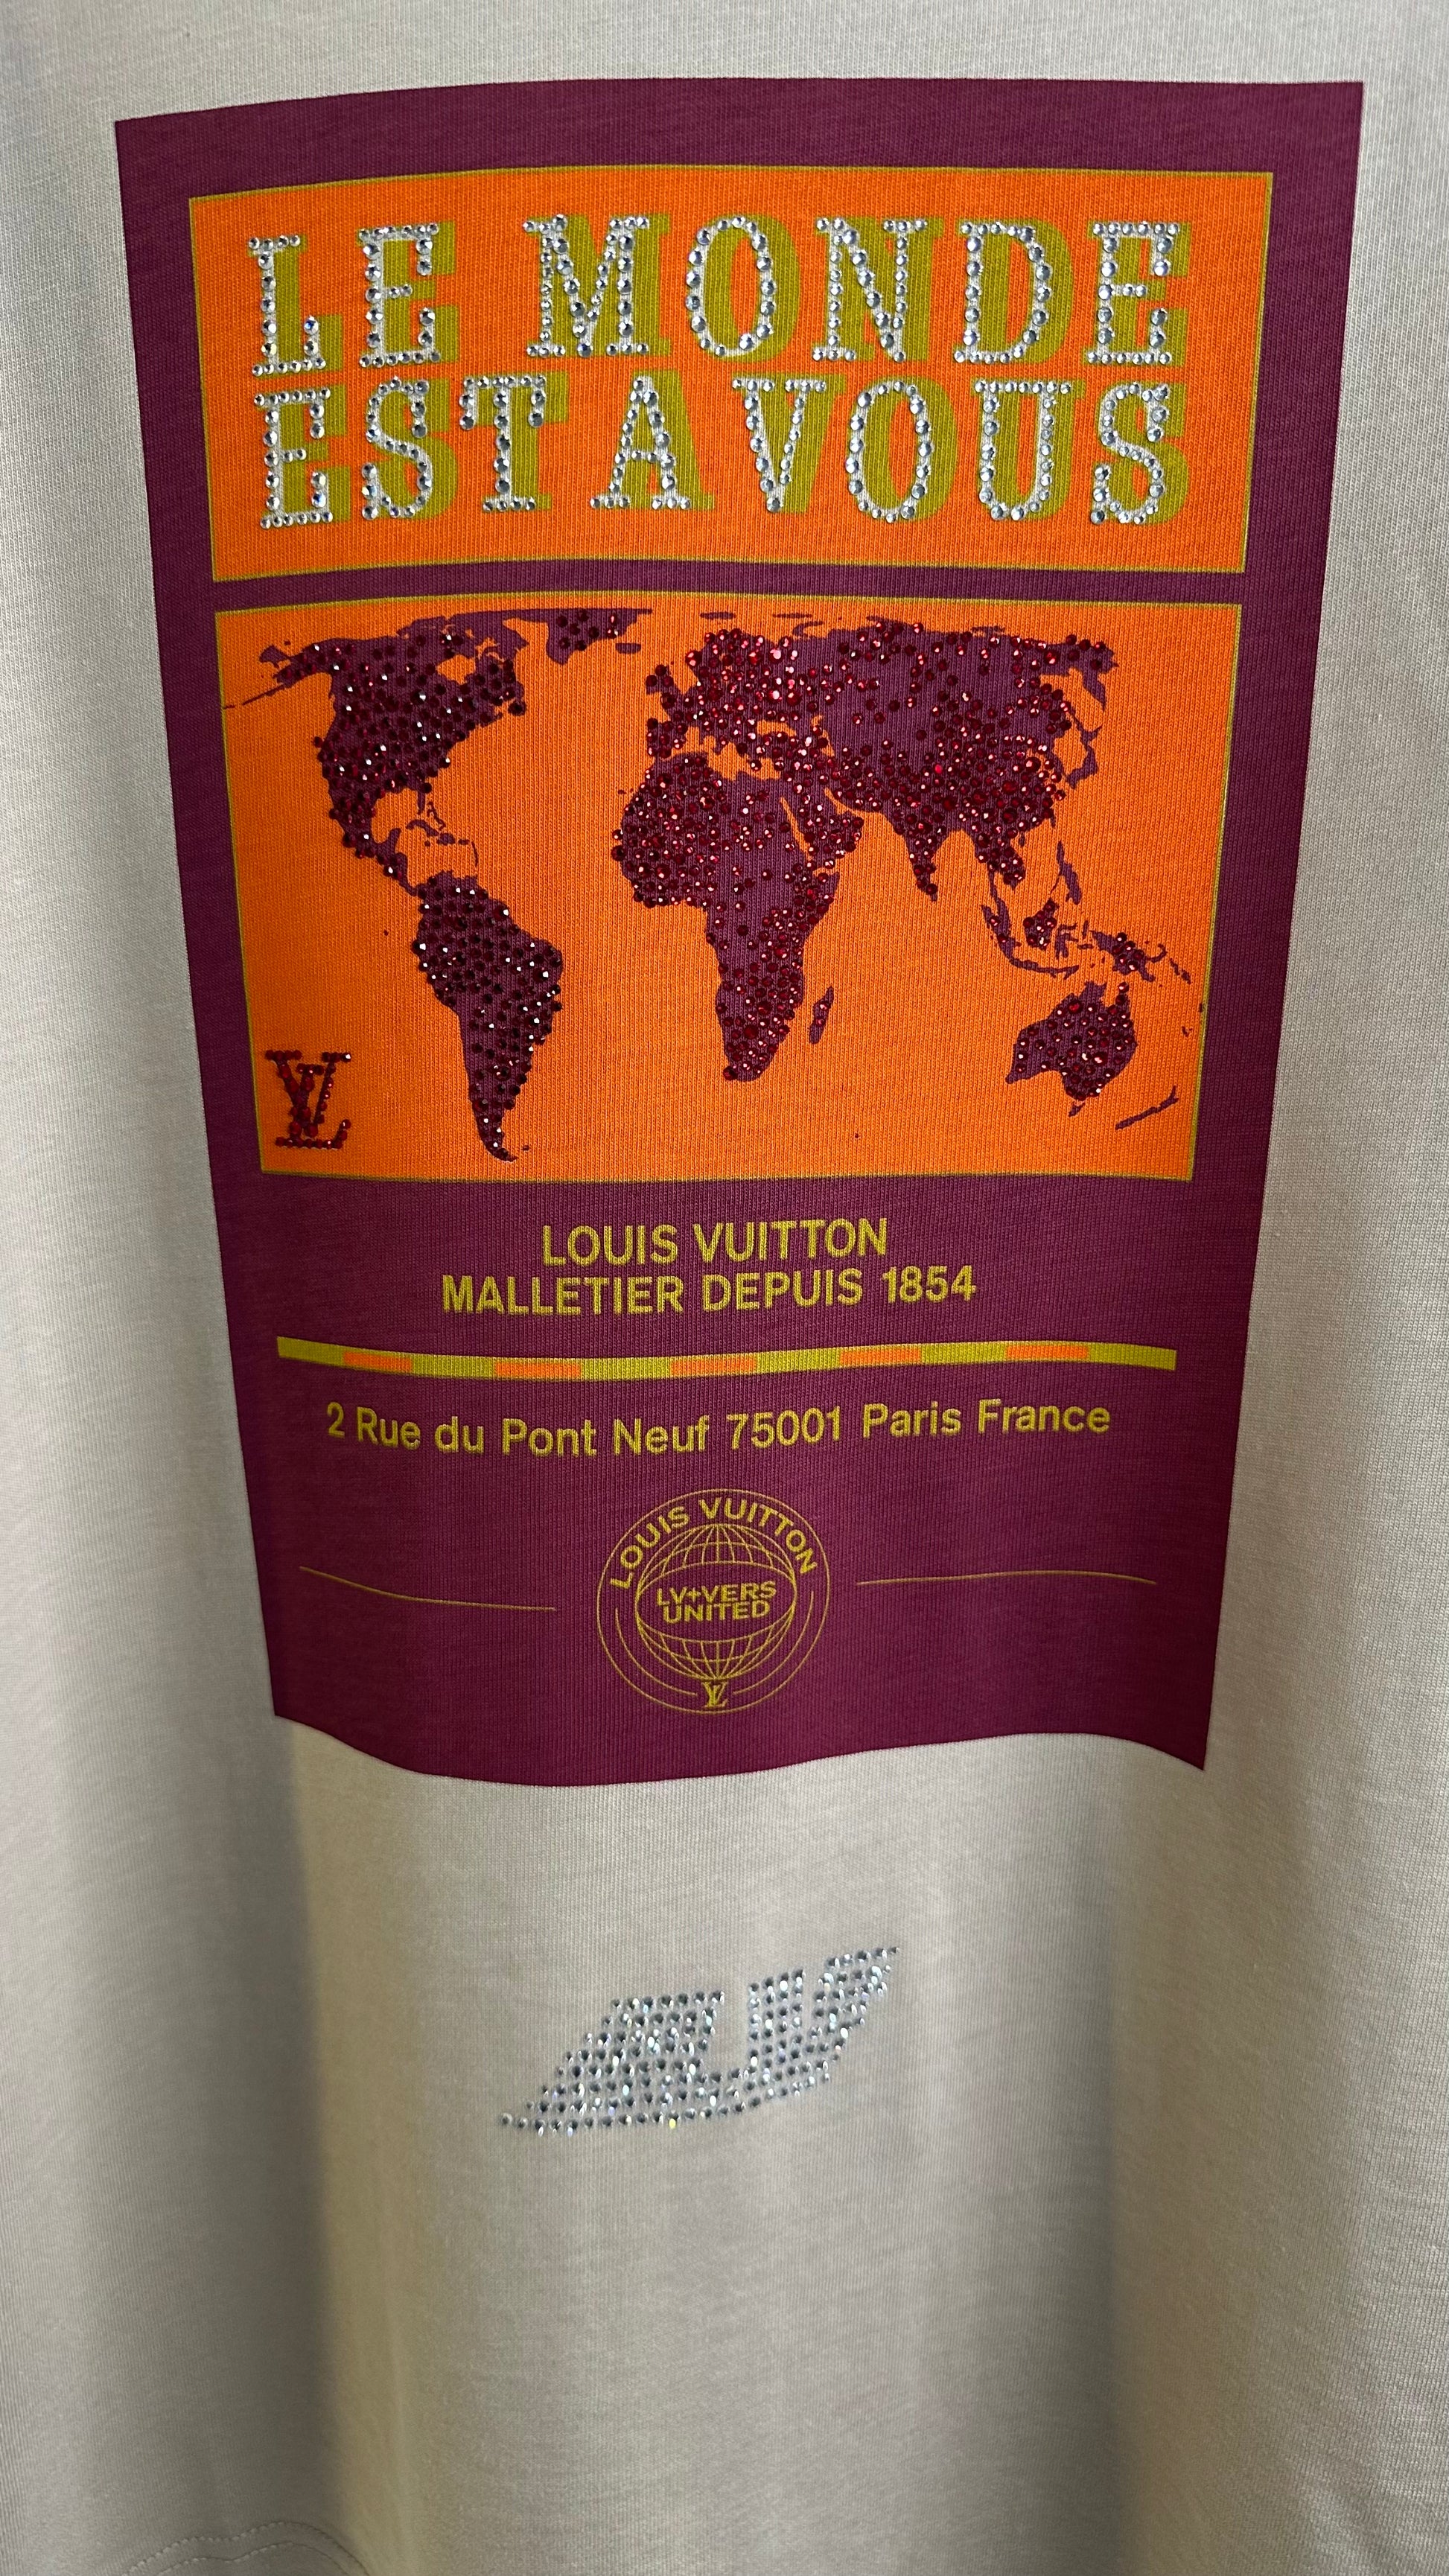 LE MONDE
EST A VOUS
LV
LOUIS VUITTON
MALLETIER DEPUIS 1854
2 Rue du Pont Neuf 75001 Paris France
LOUIS VUITTON
LV+VERS
UNITED
LV
LV